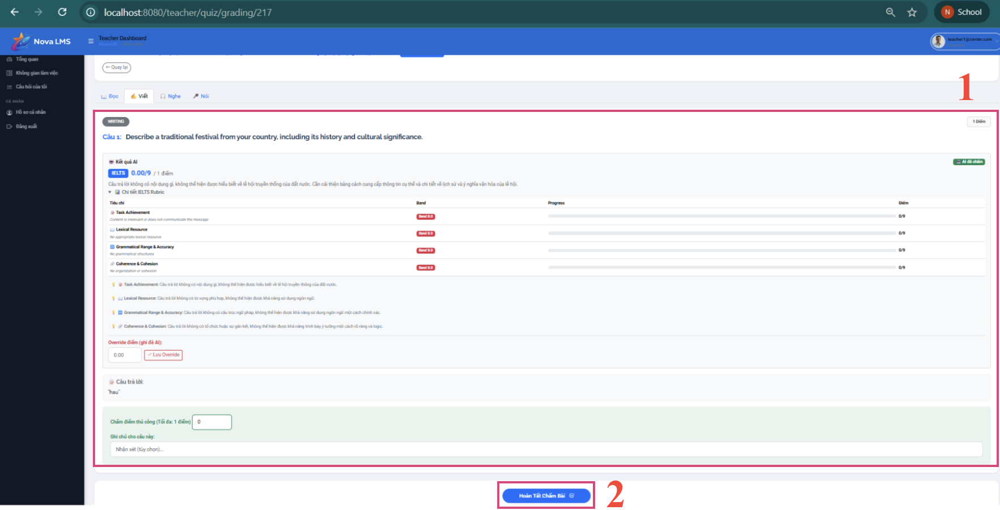 localhost:8080/teacher/quiz/grading/217
N School
Nova LMS
Teacher Dashboard
Nova LMS
teacher1@center.com
Tổng quan
Không gian làm việc
Câu hỏi của tôi
CÁ NHÂN
Hồ sơ cá nhân
Đăng xuất
← Quay lại
1
Đọc
Viết
Nghe
Nói
WRITING
1 Điểm
Câu 1: Describe a traditional festival from your country, including its history and cultural significance.
Kết quả AI
AI đã chấm
IELTS 0.00/9 / 1 điểm
Câu trả lời không có nội dung gì, không thể hiện được hiểu biết về lễ hội truyền thống của đất nước. Cần cải thiện bằng cách cung cấp thông tin cụ thể và chi tiết về lịch sử và ý nghĩa văn hóa của lễ hội.
▼ Chi tiết IELTS Rubric
Tiêu chí Band Progress Điểm
Task Achievement
Content is irrelevant or does not communicate the message
Band 0.0 0/9
Lexical Resource
No appropriate lexical resource
Band 0.0 0/9
Grammatical Range & Accuracy
No grammatical structures
Band 0.0 0/9
Coherence & Cohesion
No organization or cohesion
Band 0.0 0/9
Task Achievement: Câu trả lời không có nội dung gì, không thể hiện được hiểu biết về lễ hội truyền thống của đất nước.
Lexical Resource: Câu trả lời không có từ vựng phù hợp, không thể hiện được khả năng sử dụng ngôn ngữ.
Grammatical Range & Accuracy: Câu trả lời không có cấu trúc ngữ pháp, không thể hiện được khả năng sử dụng ngôn ngữ một cách chính xác.
Coherence & Cohesion: Câu trả lời không có tổ chức hoặc sự gắn kết, không thể hiện được khả năng trình bày ý tưởng một cách rõ ràng và logic.
Override điểm (ghi đè AI):
0.00
Lưu Override
Câu trả lời:
"hau"
Chấm điểm thủ công (Tối đa: 1 điểm) 0
Ghi chú cho câu này:
Nhận xét (tùy chọn)...
Hoàn Tất Chấm Bài
2